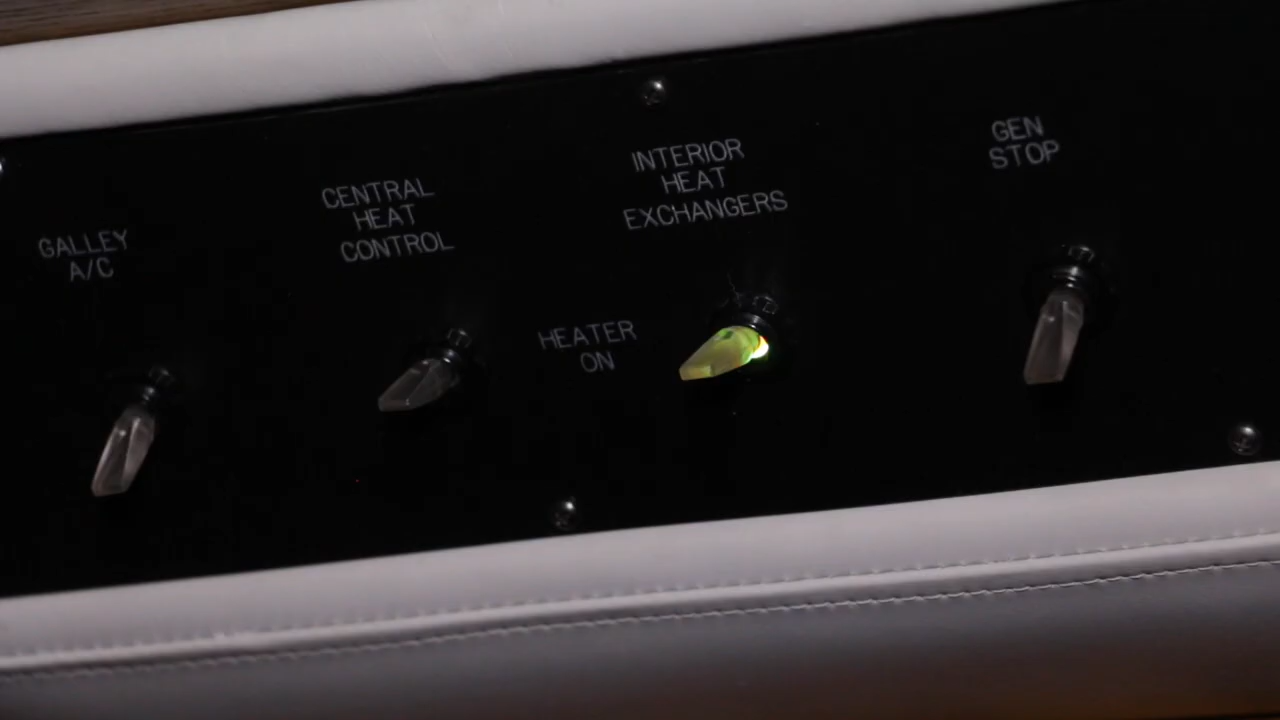 GALLEY
A/C
CENTRAL
HEAT
CONTROL
HEATER
ON
INTERIOR
HEAT
EXCHANGERS
GEN
STOP